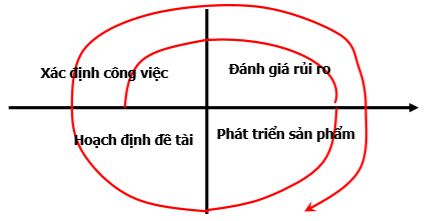 Xác định công việc
Đánh giá rủi ro
Hoạch định đề tài
Phát triển sản phẩm